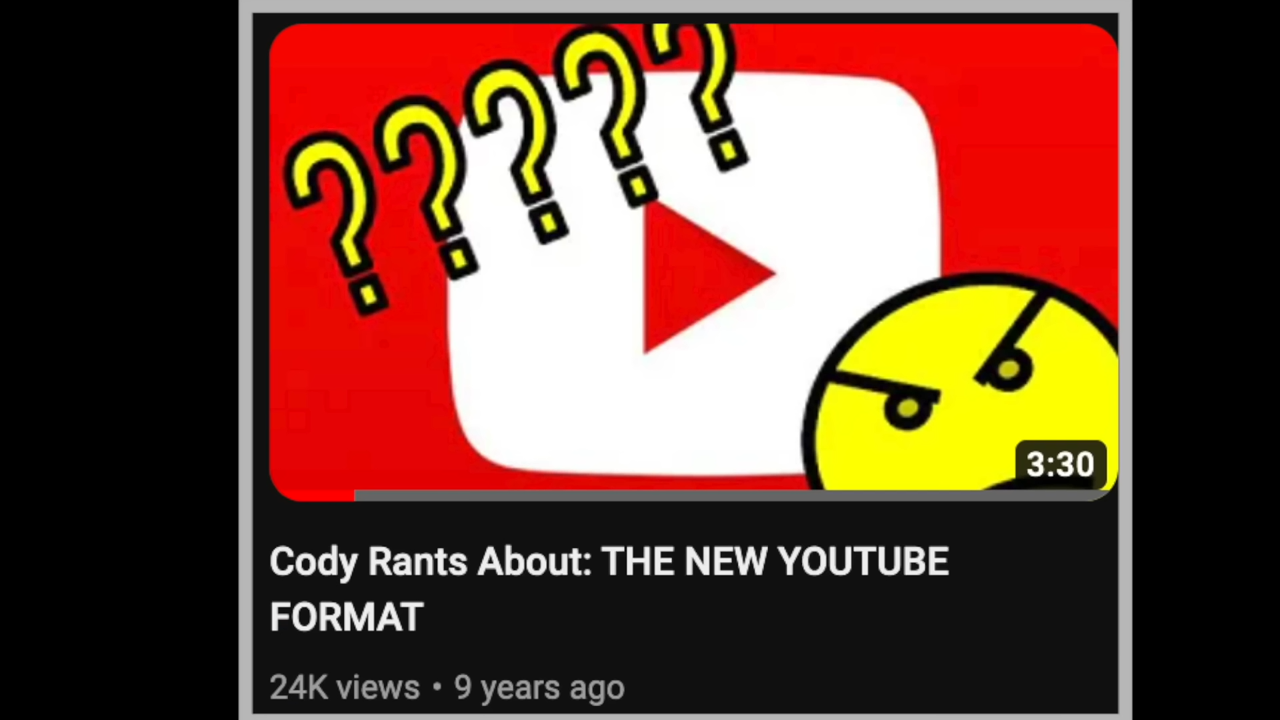 ?????
3:30
Cody Rants About: THE NEW YOUTUBE
FORMAT
24K views • 9 years ago